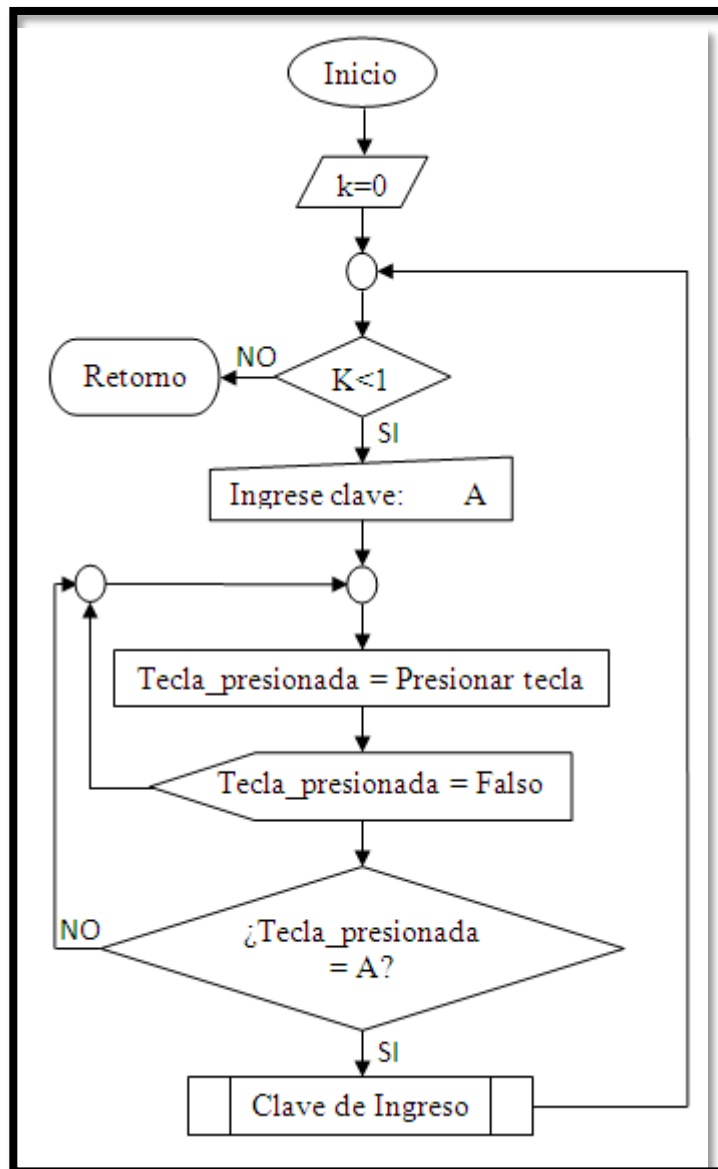 Inicio
k=0
NO
Retorno
K<1
SI
Ingrese clave: A
Tecla_presionada = Presionar tecla
Tecla_presionada = Falso
NO
¿Tecla_presionada
= A?
SI
Clave de Ingreso